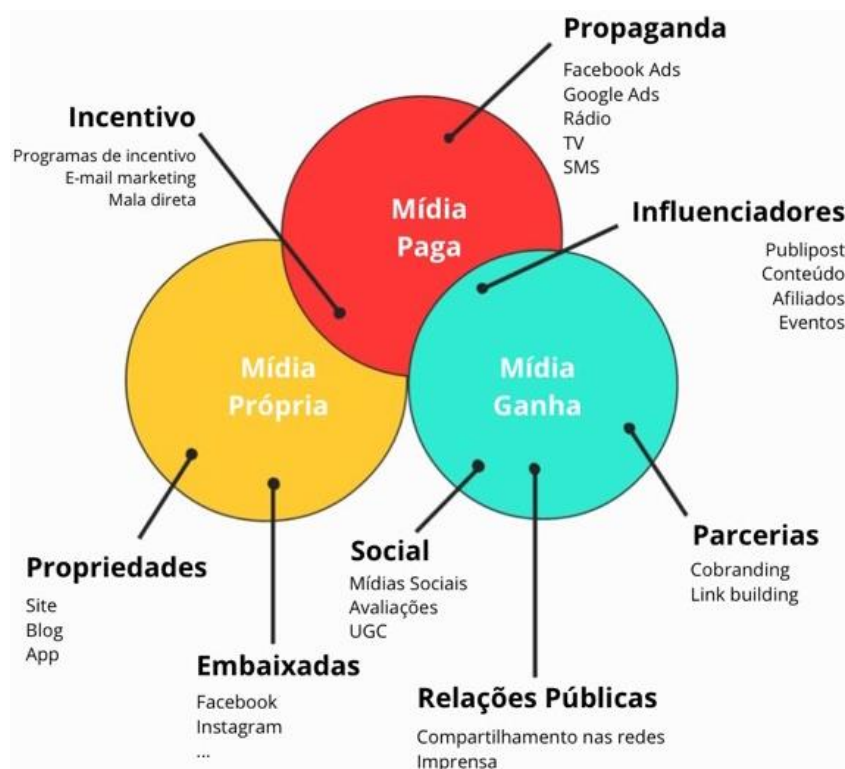 Propaganda
Facebook Ads
Google Ads
Rádio
TV
SMS
Incentivo
Programas de incentivo
E-mail marketing
Mala direta
Mídia
Paga
Influenciadores
Publipost
Conteúdo
Afiliados
Eventos
Mídia
Própria
Mídia
Ganha
Propriedades
Site
Blog
App
Embaixadas
Facebook
Instagram
...
Social
Mídias Sociais
Avaliações
UGC
Relações Públicas
Compartilhamento nas redes
Imprensa
Parcerias
Cobranding
Link building